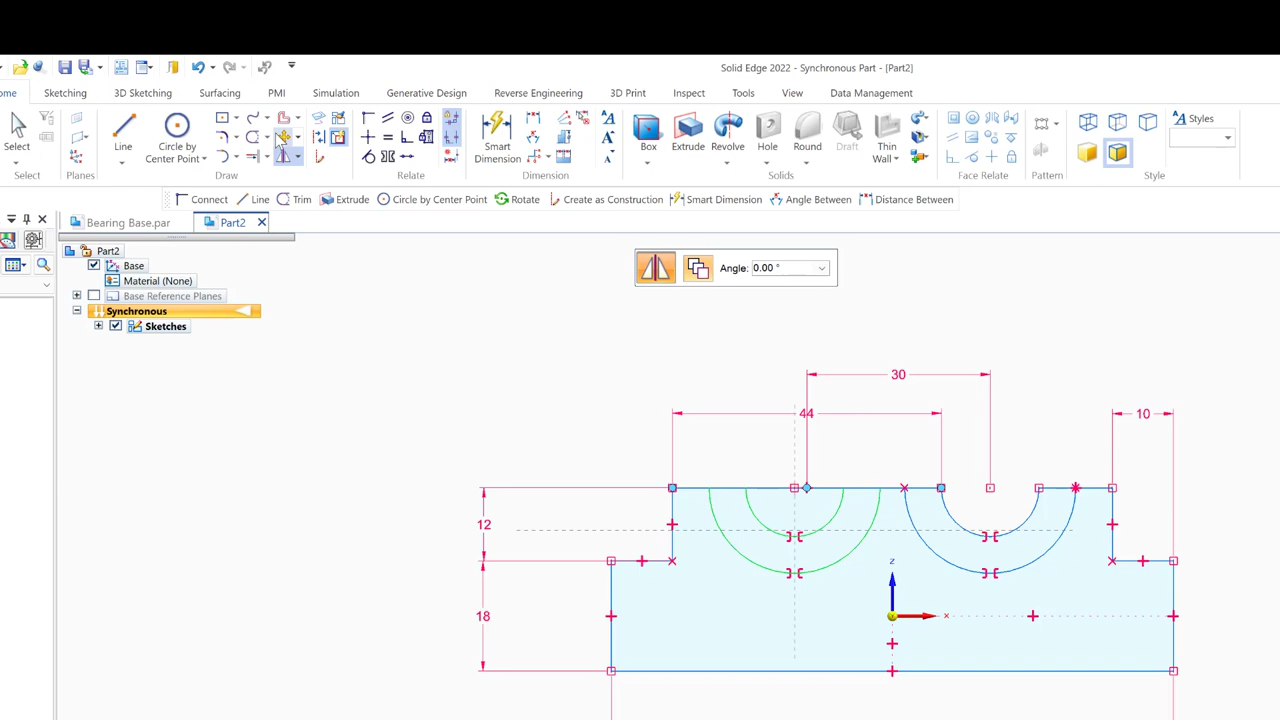 Solid Edge 2022 - Synchronous Part - [Part2]
ome Sketching 3D Sketching Surfacing PMI Simulation Generative Design Reverse Engineering 3D Print Inspect Tools View Data Management
Select
Line
Circle by
Center Point
Smart
Dimension
Box
Extrude
Revolve
Hole
Round
Draft
Thin
Wall
Styles
Select Planes Draw Relate Dimension Solids Face Relate Pattern Style
Connect Line Trim Extrude Circle by Center Point Rotate Create as Construction Smart Dimension Angle Between Distance Between
Bearing Base.par Part2
Part2
Base
Material (None)
Base Reference Planes
Synchronous
Sketches
Angle: 0.00 °
30
44
10
12
z
18
x